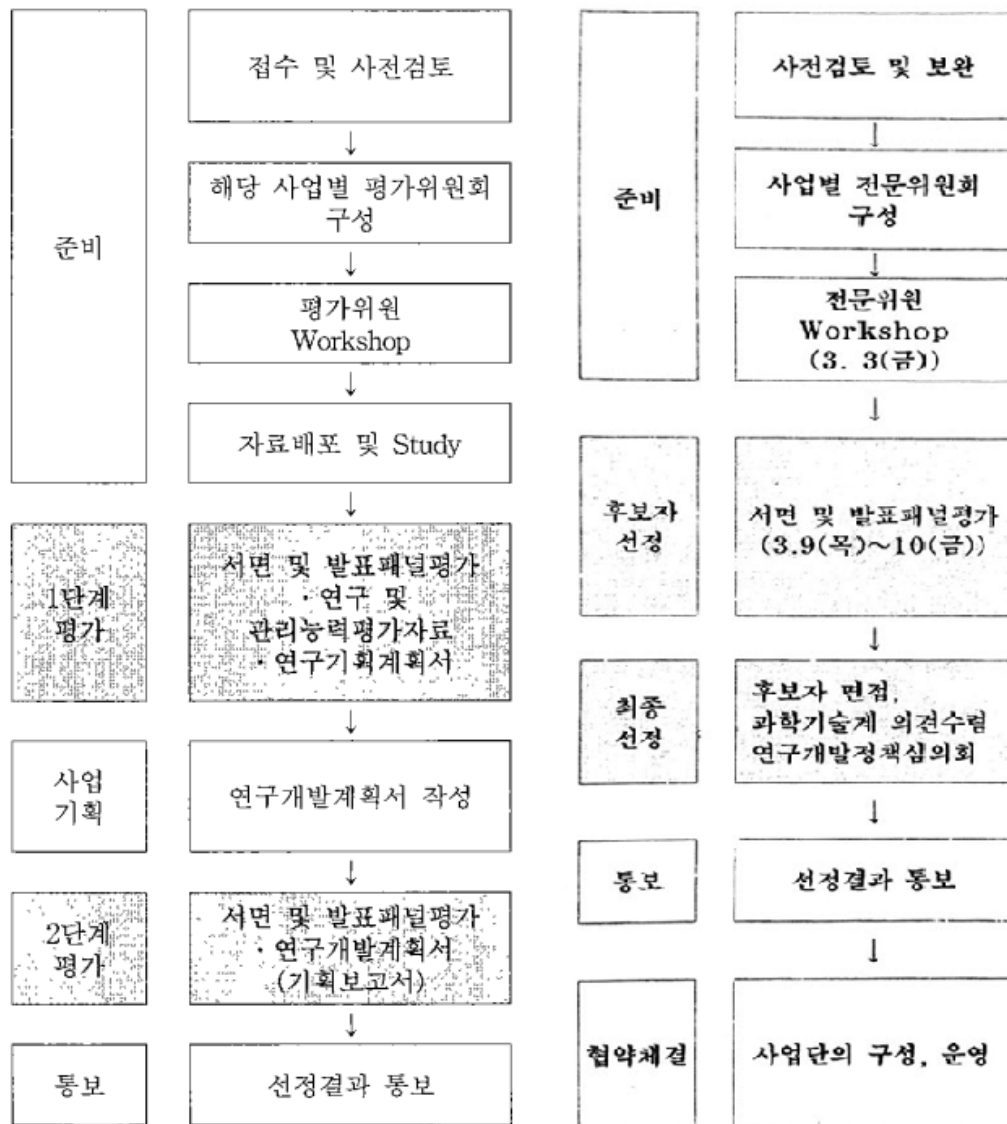 준비
접수 및 사전검토
↓
해당 사업별 평가위원회
구성
↓
평가위원
Workshop
↓
자료배포 및 Study
↓
1단계
평가
서면 및 발표패널평가
·연구 및
관리능력평가자료
·연구기획계획서
↓
사업
기획
연구개발계획서 작성
↓
2단계
평가
서면 및 발표패널평가
·연구개발계획서
(기획보고서)
↓
통보
선정결과 통보
준비
사전검토 및 보완
↓
사업별 전문위원회
구성
↓
전문위원
Workshop
(3. 3(금))
↓
후보자
선정
서면 및 발표패널평가
(3.9(목)~10(금))
↓
최종
선정
후보자 면접,
과학기술계 의견수렴
연구개발정책심의회
↓
통보
선정결과 통보
↓
협약체결
사업단의 구성, 운영